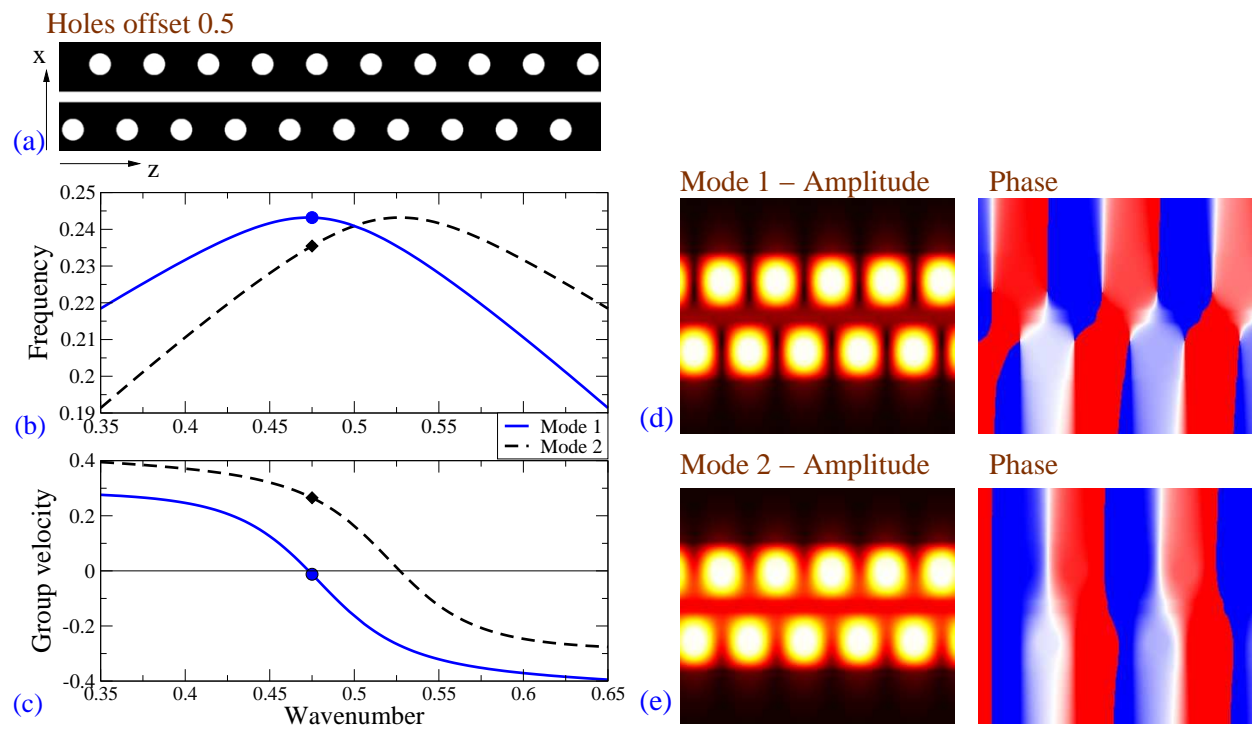 Holes offset 0.5
x
(a)
z
0.25
0.24
0.23
0.22
0.21
0.2
0.19
Frequency
(b)
0.35
0.4
0.45
0.5
0.55
Mode 1
Mode 2
0.4
0.2
0
-0.2
-0.4
Group velocity
(c)
0.35
0.4
0.45
0.5
0.55
0.6
0.65
Wavenumber
Mode 1 – Amplitude
Phase
(d)
Mode 2 – Amplitude
Phase
(e)